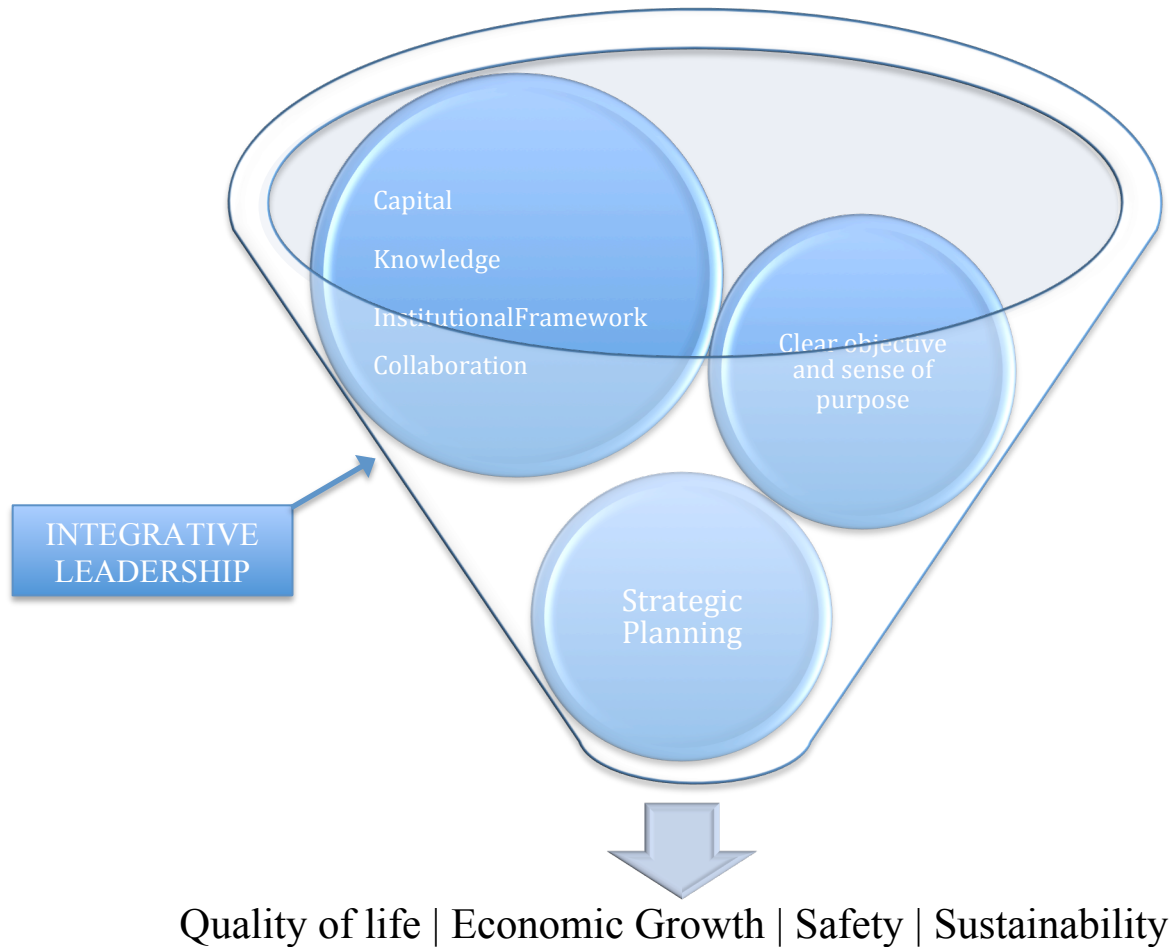 Capital
Knowledge
InstitutionalFramework
Collaboration
Clear objective
and sense of
purpose
INTEGRATIVE
LEADERSHIP
Strategic
Planning
Quality of life | Economic Growth | Safety | Sustainability